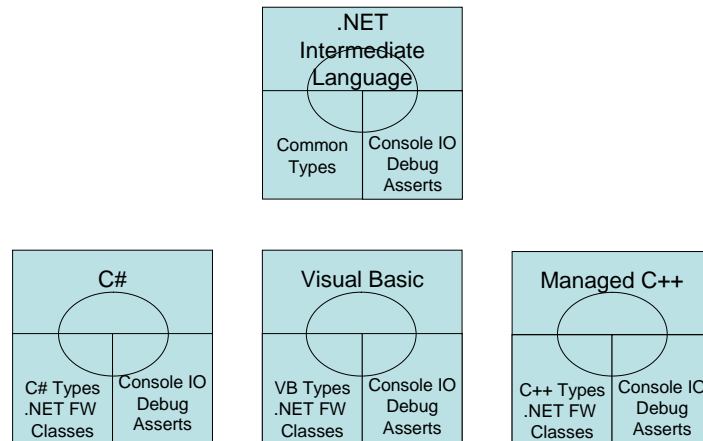 .NET
Intermediate
Language
Common
Types
Console IO
Debug
Asserts
C#
C# Types
.NET FW
Classes
Console IO
Debug
Asserts
Visual Basic
VB Types
.NET FW
Classes
Console IO
Debug
Asserts
Managed C++
C++ Types
.NET FW
Classes
Console IO
Debug
Asserts